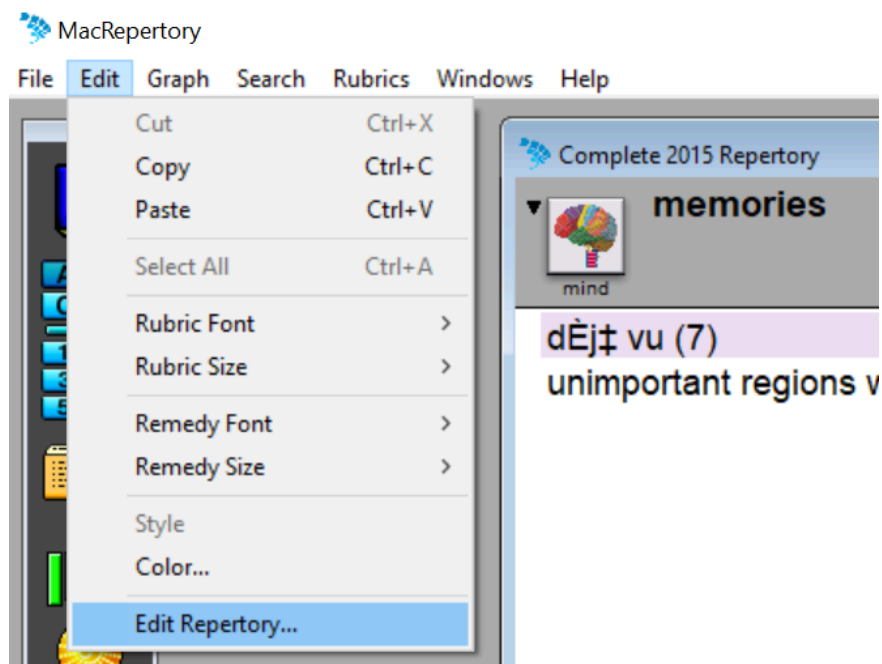 MacRepertory
File Edit Graph Search Rubrics Windows Help
Cut Ctrl+X
Copy Ctrl+C
Paste Ctrl+V
Select All Ctrl+A
Rubric Font
Rubric Size
Remedy Font
Remedy Size
Style
Color...
Edit Repertory...
Complete 2015 Repertory
memories
mind
dÈj‡ vu (7)
unimportant regions